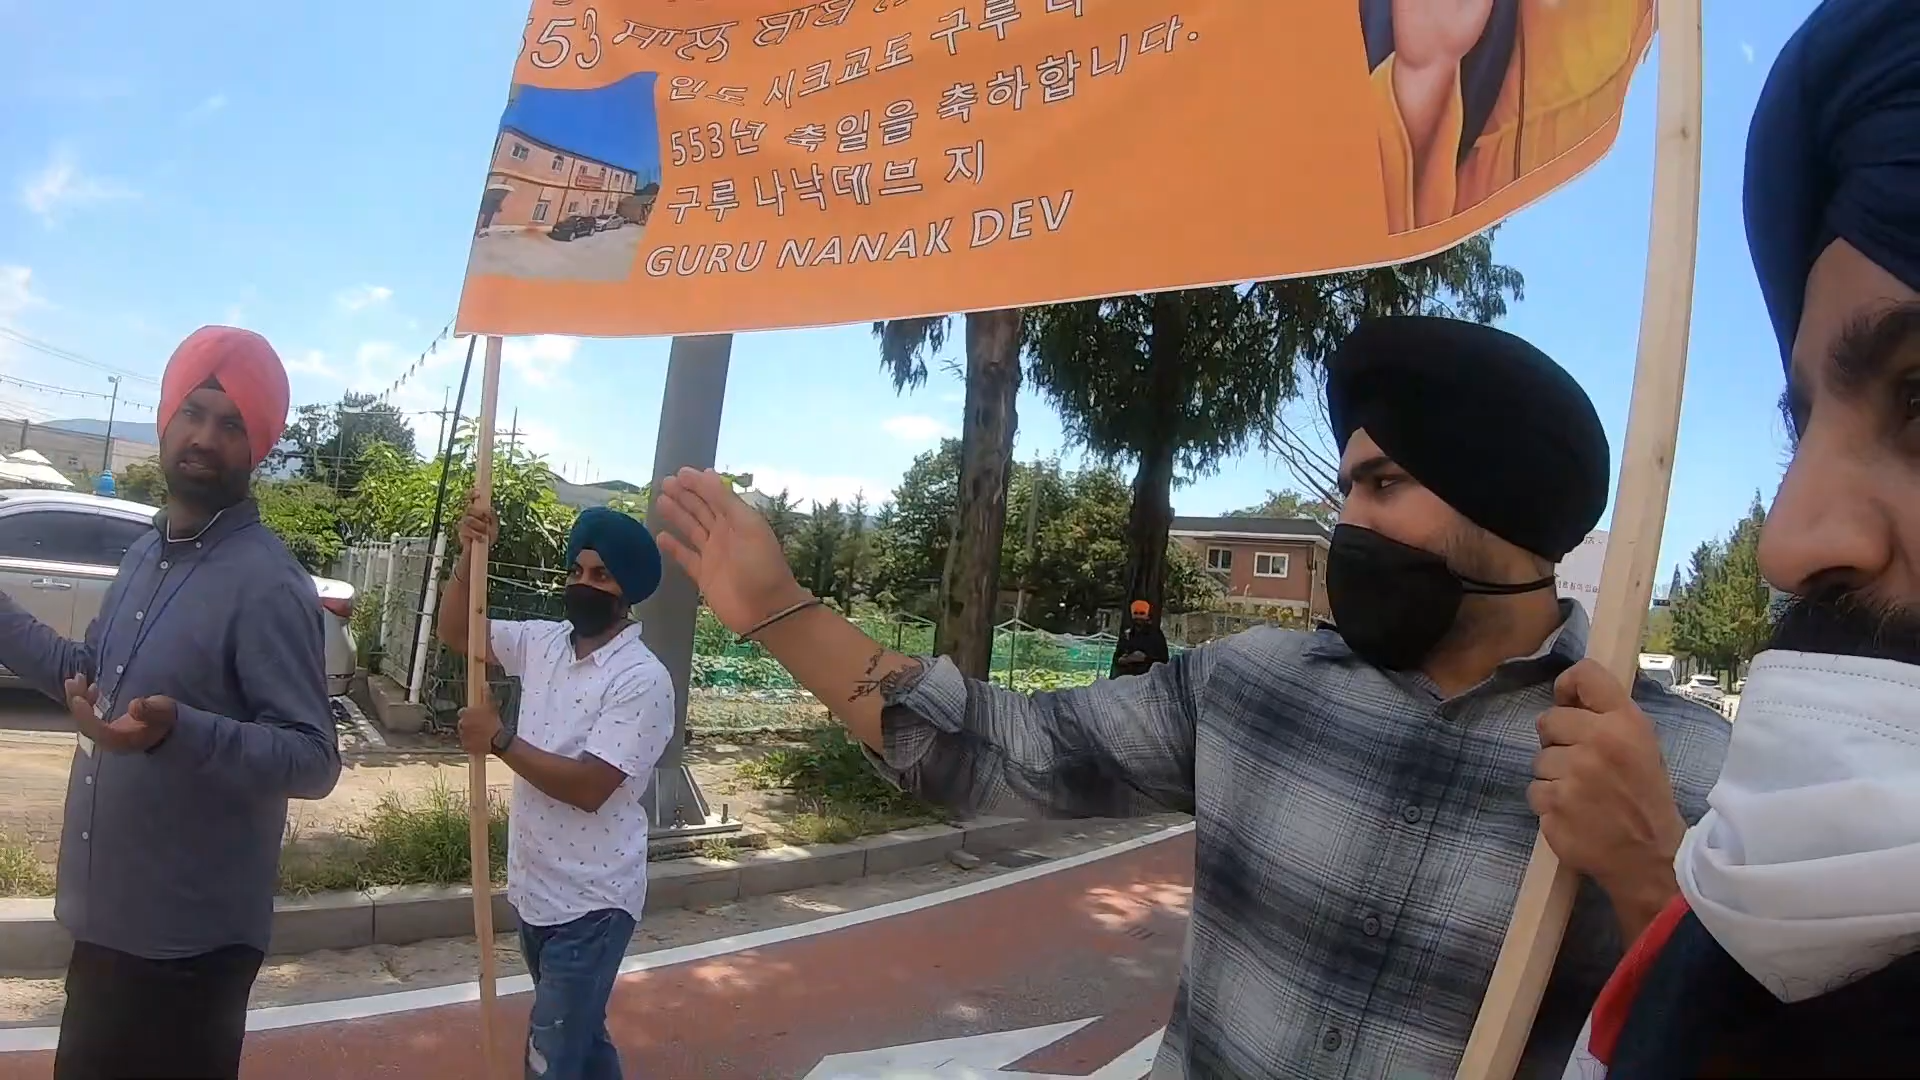 553 ਸਾਲ ਬਾਬ
인도 시크교도 구루
553년 축일을 축하합니다.
구루 나낙데브 지
GURU NANAK DEV